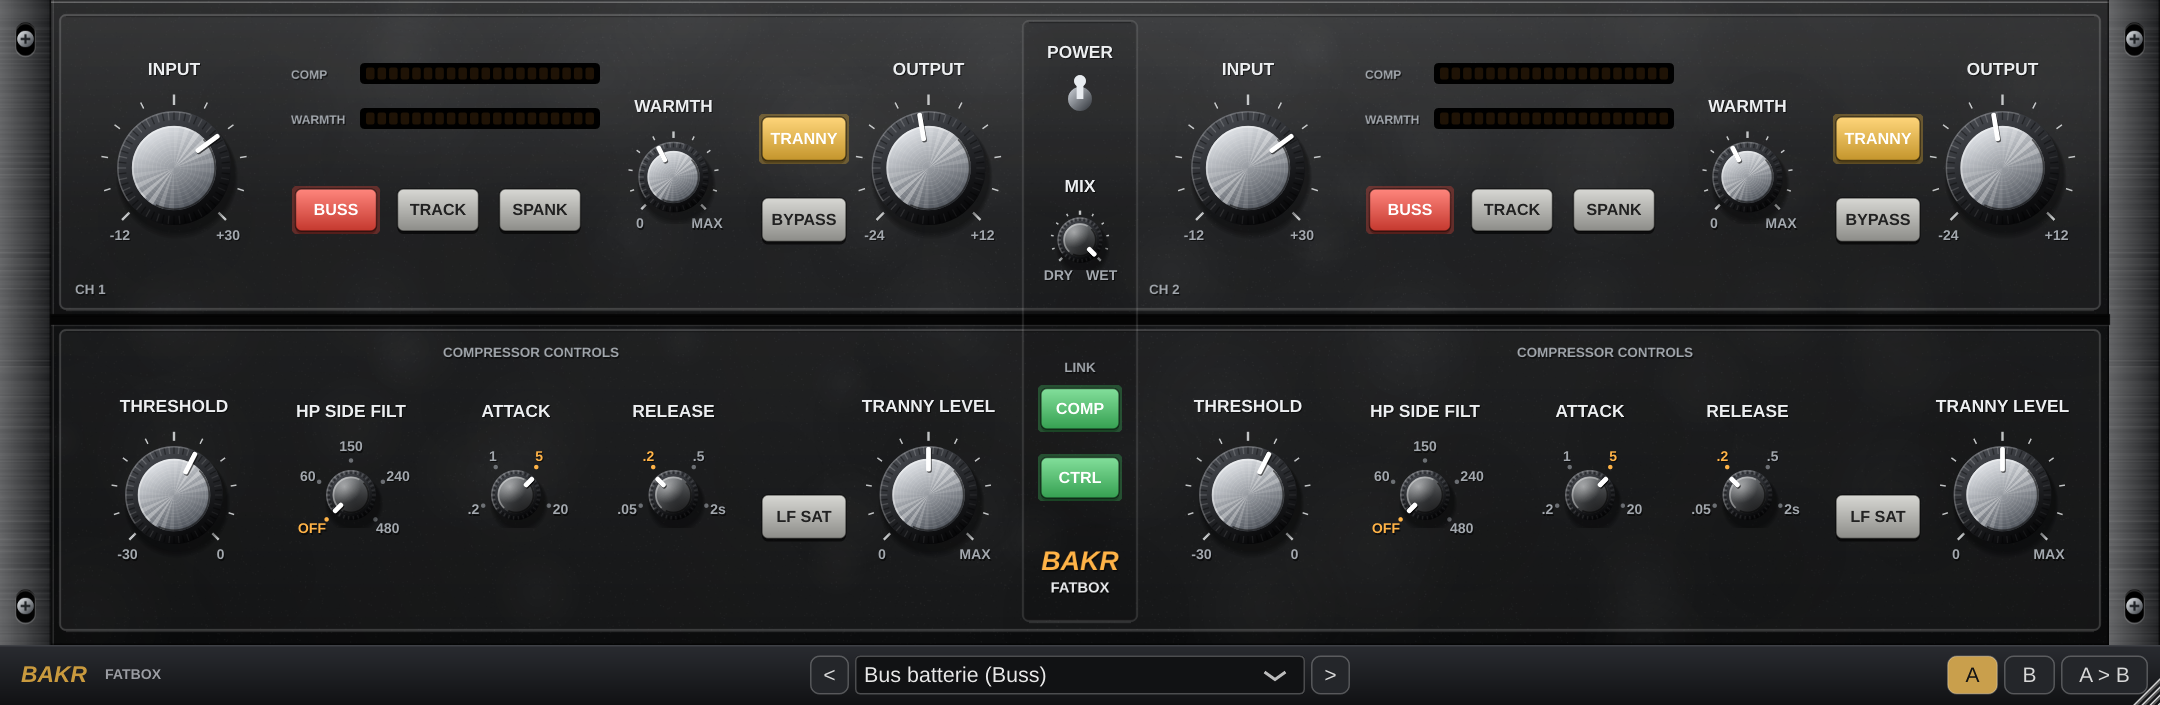 INPUT
COMP
WARMTH
WARMTH
TRANNY
OUTPUT
BUSS
TRACK
SPANK
BYPASS
-12
+30
0
MAX
-24
+12
CH 1
POWER
MIX
DRY WET
INPUT
COMP
WARMTH
WARMTH
TRANNY
OUTPUT
BUSS
TRACK
SPANK
BYPASS
-12
+30
0
MAX
-24
+12
CH 2
COMPRESSOR CONTROLS
THRESHOLD
HP SIDE FILT
ATTACK
RELEASE
TRANNY LEVEL
-30
0
150
60
240
OFF
480
1
5
.2
20
.2
.5
.05
2s
LF SAT
0
MAX
LINK
COMP
CTRL
BAKR
FATBOX
COMPRESSOR CONTROLS
THRESHOLD
HP SIDE FILT
ATTACK
RELEASE
TRANNY LEVEL
-30
0
150
60
240
OFF
480
1
5
.2
20
.2
.5
.05
2s
LF SAT
0
MAX
BAKR FATBOX
< Bus batterie (Buss) >
A B A > B